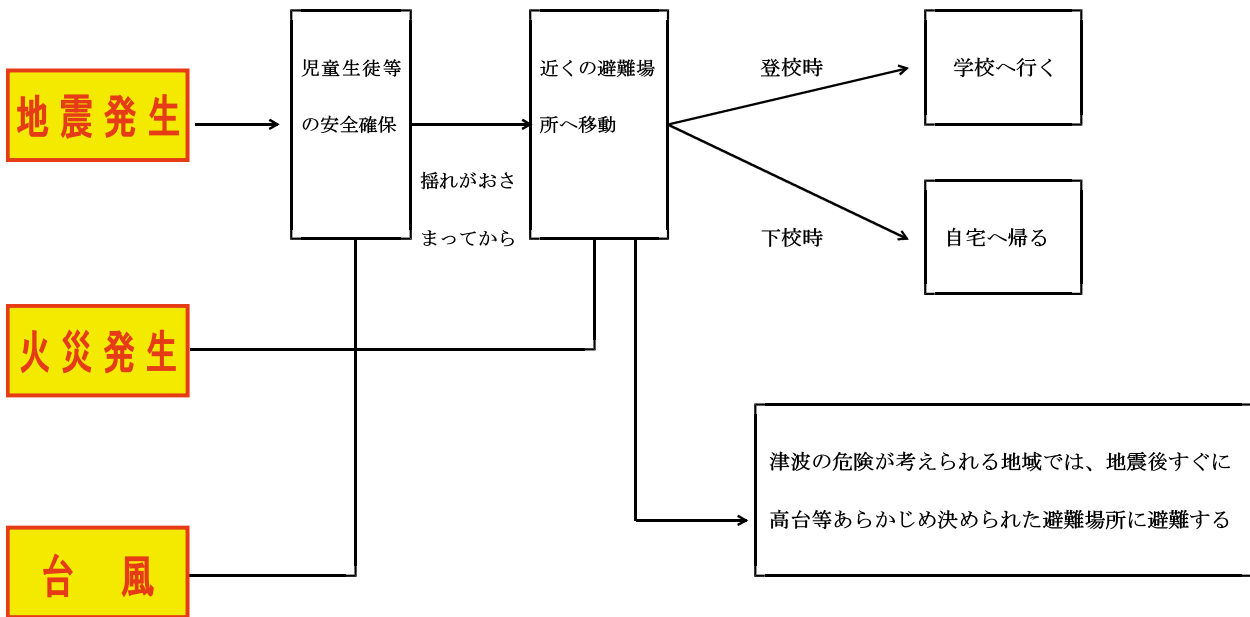 地震発生
児童生徒等
の安全確保
揺れがおさ
まってから
近くの避難場
所へ移動
登校時
学校へ行く
下校時
自宅へ帰る
火災発生
津波の危険が考えられる地域では、地震後すぐに
高台等あらかじめ決められた避難場所に避難する
台　風